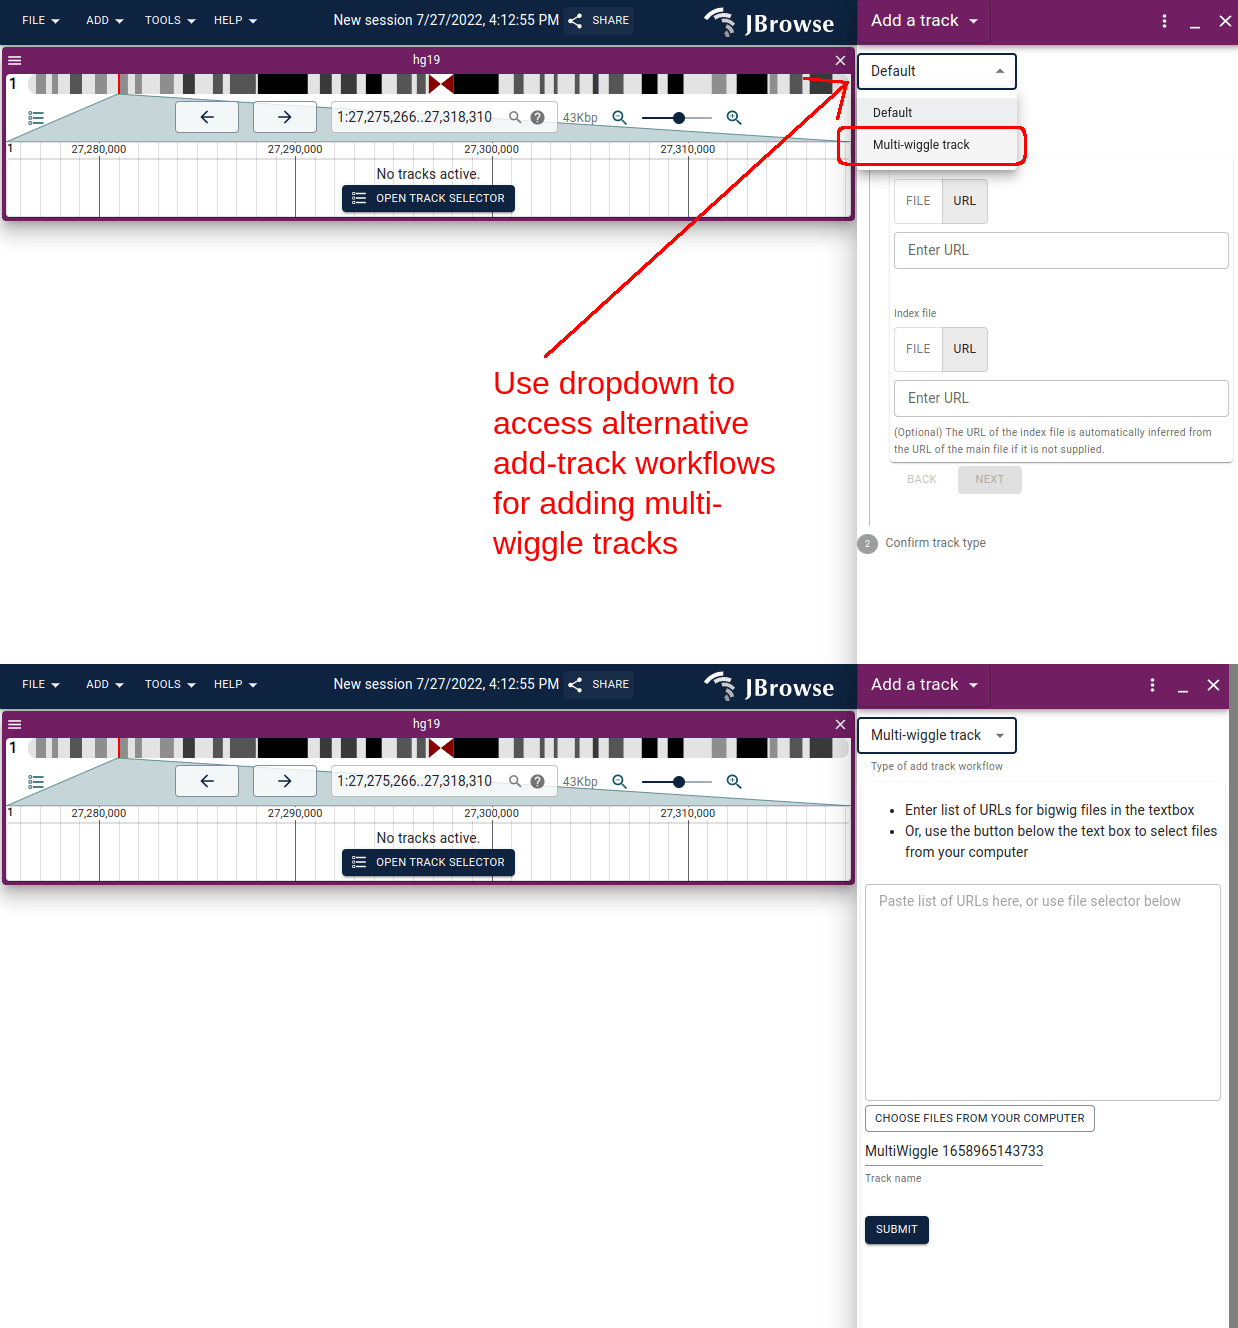 FILE ADD TOOLS HELP New session 7/27/2022, 4:12:55 PM SHARE JBrowse Add a track
hg19
Default
1
Default
1:27,275,266..27,318,310 43Kbp
Multi-wiggle track
1 27,280,000 27,290,000 27,300,000 27,310,000
No tracks active.
OPEN TRACK SELECTOR
FILE URL
Enter URL
Index file
FILE URL
Enter URL
(Optional) The URL of the index file is automatically inferred from
the URL of the main file if it is not supplied.
BACK NEXT
2 Confirm track type
Use dropdown to
access alternative
add-track workflows
for adding multi-
wiggle tracks
FILE ADD TOOLS HELP New session 7/27/2022, 4:12:55 PM SHARE JBrowse Add a track
hg19
1
1:27,275,266..27,318,310 43Kbp
1 27,280,000 27,290,000 27,300,000 27,310,000
No tracks active.
OPEN TRACK SELECTOR
Multi-wiggle track
Type of add track workflow
• Enter list of URLs for bigwig files in the textbox
• Or, use the button below the text box to select files
from your computer
Paste list of URLs here, or use file selector below
CHOOSE FILES FROM YOUR COMPUTER
MultiWiggle 1658965143733
Track name
SUBMIT